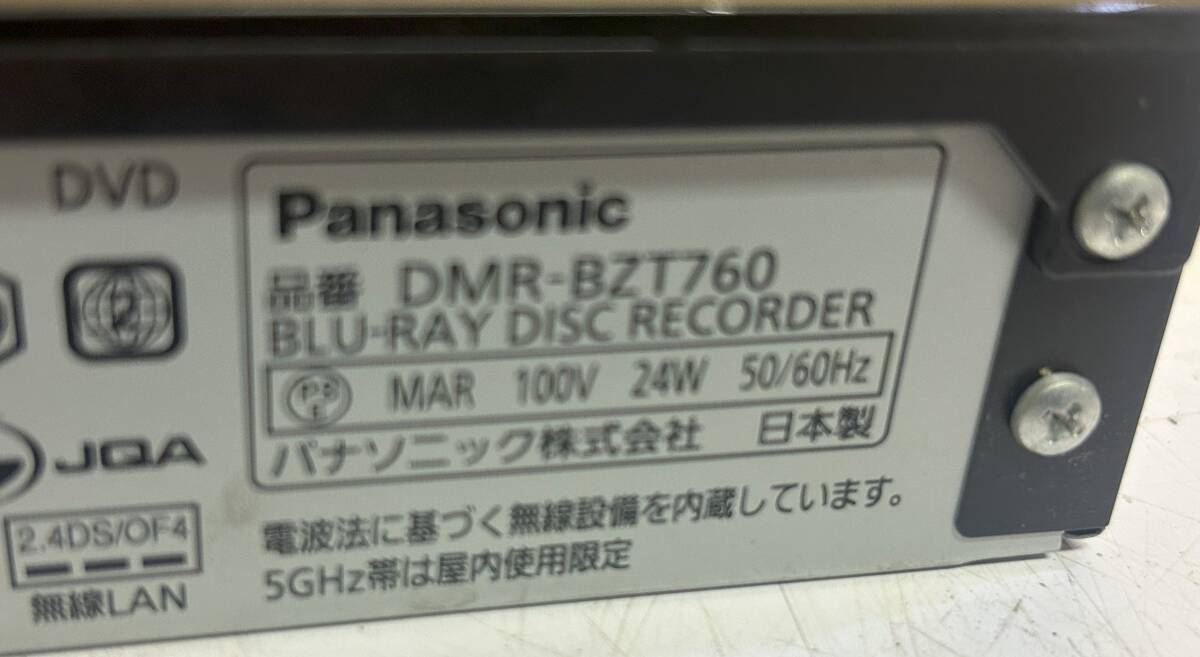 DVD
2
JQA
2.4DS/OF4
無線LAN
Panasonic
品番 DMR-BZT760
BLU-RAY DISC RECORDER
PSE MAR 100V 24W 50/60Hz
パナソニック株式会社 日本製
電波法に基づく無線設備を内蔵しています。
5GHz帯は屋内使用限定